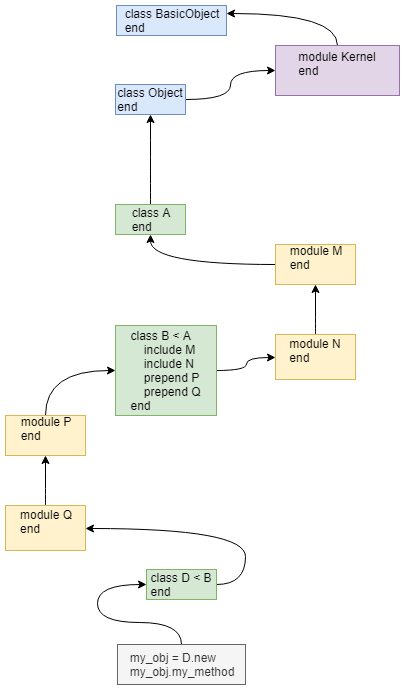 class BasicObject
end
module Kernel
end
class Object
end
class A
end
module M
end
class B < A
include M
include N
prepend P
prepend Q
end
module N
end
module P
end
module Q
end
class D < B
end
my_obj = D.new
my_obj.my_method